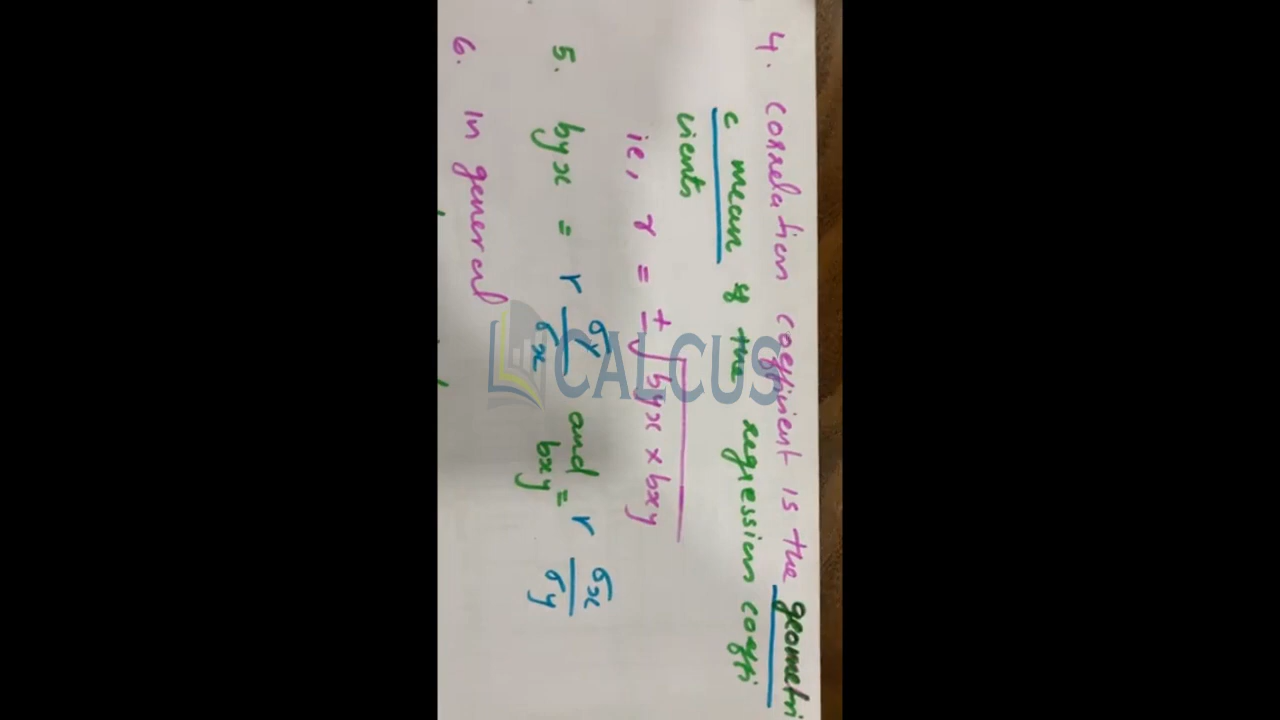 4. correlation coefficient is the geometri
c mean of the regression coeffi
cients
ie, r = ± √byx × bxy
5. byx = r σy/σx and bxy = r σx/σy
6. In general
CALCUS